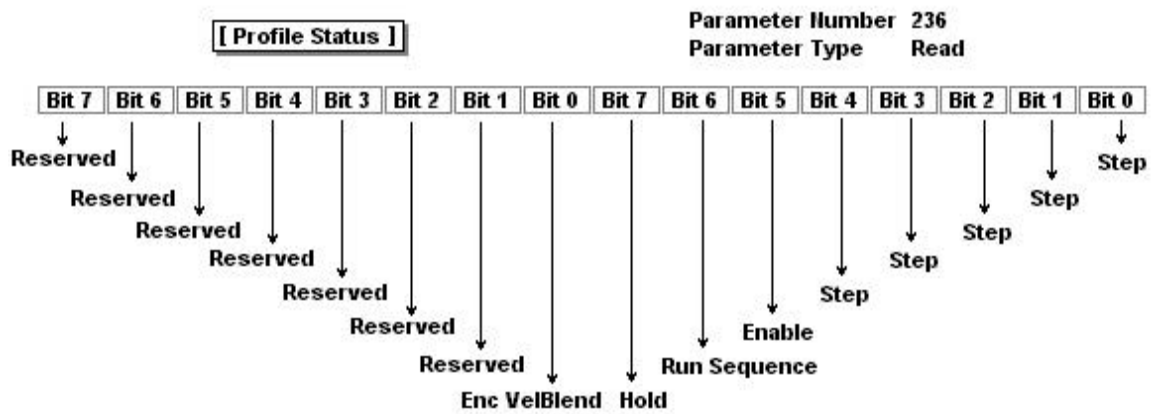 [ Profile Status ]
Parameter Number 236
Parameter Type Read
Bit 7 Bit 6 Bit 5 Bit 4 Bit 3 Bit 2 Bit 1 Bit 0 Bit 7 Bit 6 Bit 5 Bit 4 Bit 3 Bit 2 Bit 1 Bit 0
Reserved
Step
Reserved
Step
Reserved
Step
Reserved
Step
Reserved
Step
Reserved
Enable
Reserved
Run Sequence
Enc VelBlend
Hold